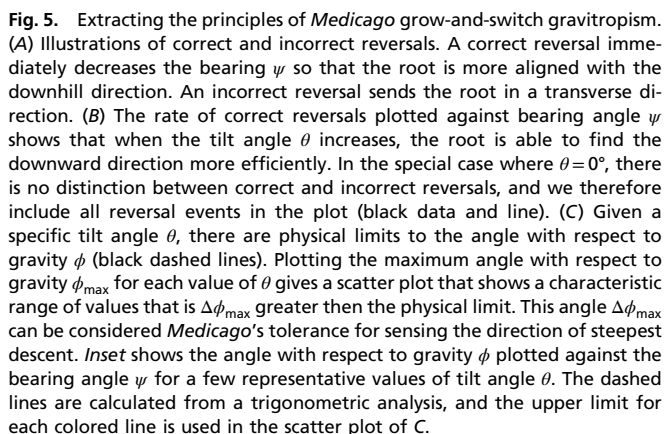 Fig. 5. Extracting the principles of Medicago grow-and-switch gravitropism.
(A) Illustrations of correct and incorrect reversals. A correct reversal imme-
diately decreases the bearing ψ so that the root is more aligned with the
downhill direction. An incorrect reversal sends the root in a transverse di-
rection. (B) The rate of correct reversals plotted against bearing angle ψ
shows that when the tilt angle θ increases, the root is able to find the
downward direction more efficiently. In the special case where θ = 0°, there
is no distinction between correct and incorrect reversals, and we therefore
include all reversal events in the plot (black data and line). (C) Given a
specific tilt angle θ, there are physical limits to the angle with respect to
gravity ϕ (black dashed lines). Plotting the maximum angle with respect to
gravity ϕmax for each value of θ gives a scatter plot that shows a characteristic
range of values that is Δϕmax greater then the physical limit. This angle Δϕmax
can be considered Medicago's tolerance for sensing the direction of steepest
descent. Inset shows the angle with respect to gravity ϕ plotted against the
bearing angle ψ for a few representative values of tilt angle θ. The dashed
lines are calculated from a trigonometric analysis, and the upper limit for
each colored line is used in the scatter plot of C.